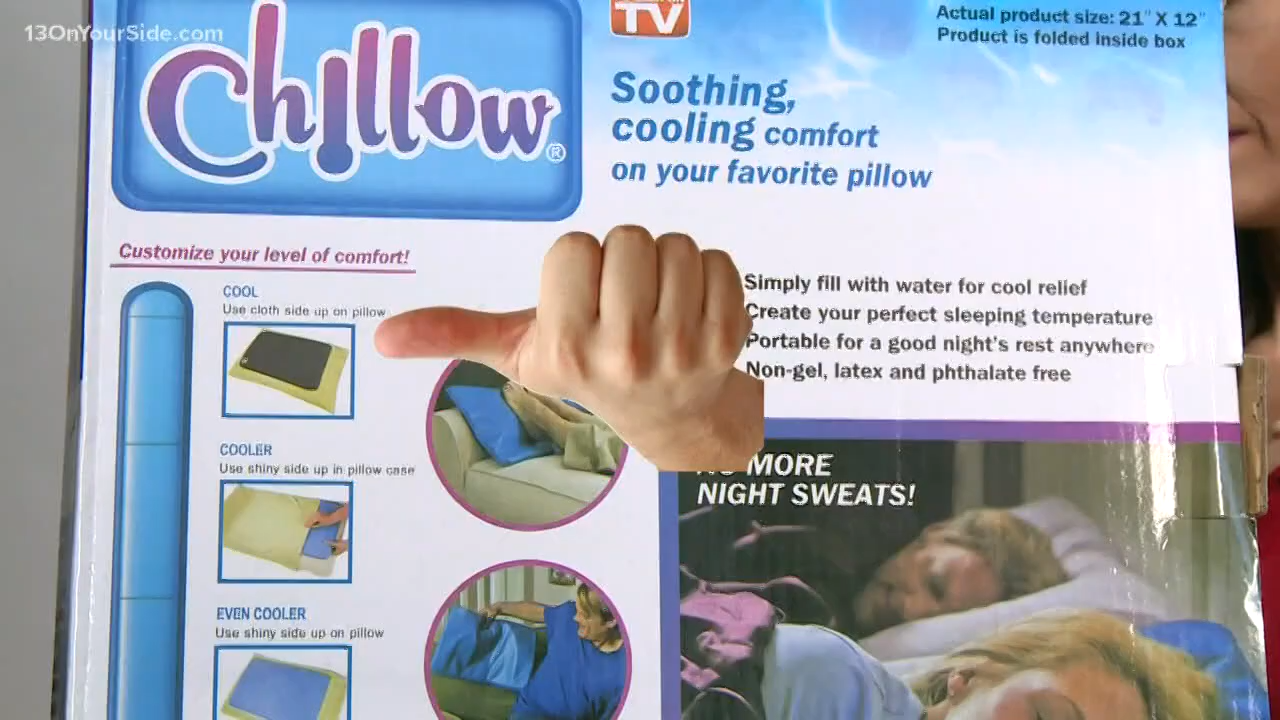 13OnYourSide.com
Chillow®
TV
Actual product size: 21" X 12"
Product is folded inside box
Soothing,
cooling comfort
on your favorite pillow
Customize your level of comfort!
COOL
Use cloth side up on pillow
Simply fill with water for cool relief
Create your perfect sleeping temperature
Portable for a good night's rest anywhere
Non-gel, latex and phthalate free
COOLER
Use shiny side up in pillow case
NO MORE
NIGHT SWEATS!
EVEN COOLER
Use shiny side up on pillow